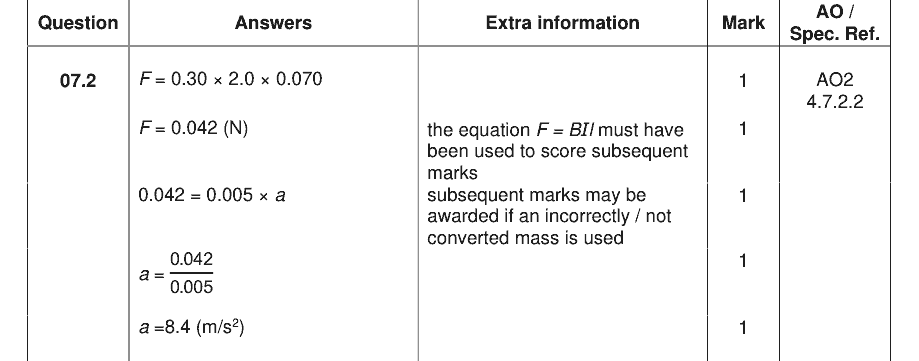 Question Answers Extra information Mark AO /
Spec. Ref.
07.2 F = 0.30 × 2.0 × 0.070 1 AO2
4.7.2.2
F = 0.042 (N) the equation F = BIl must have 1
been used to score subsequent
marks
0.042 = 0.005 × a subsequent marks may be 1
awarded if an incorrectly / not
converted mass is used
a = 0.042 / 0.005 1
a =8.4 (m/s²) 1